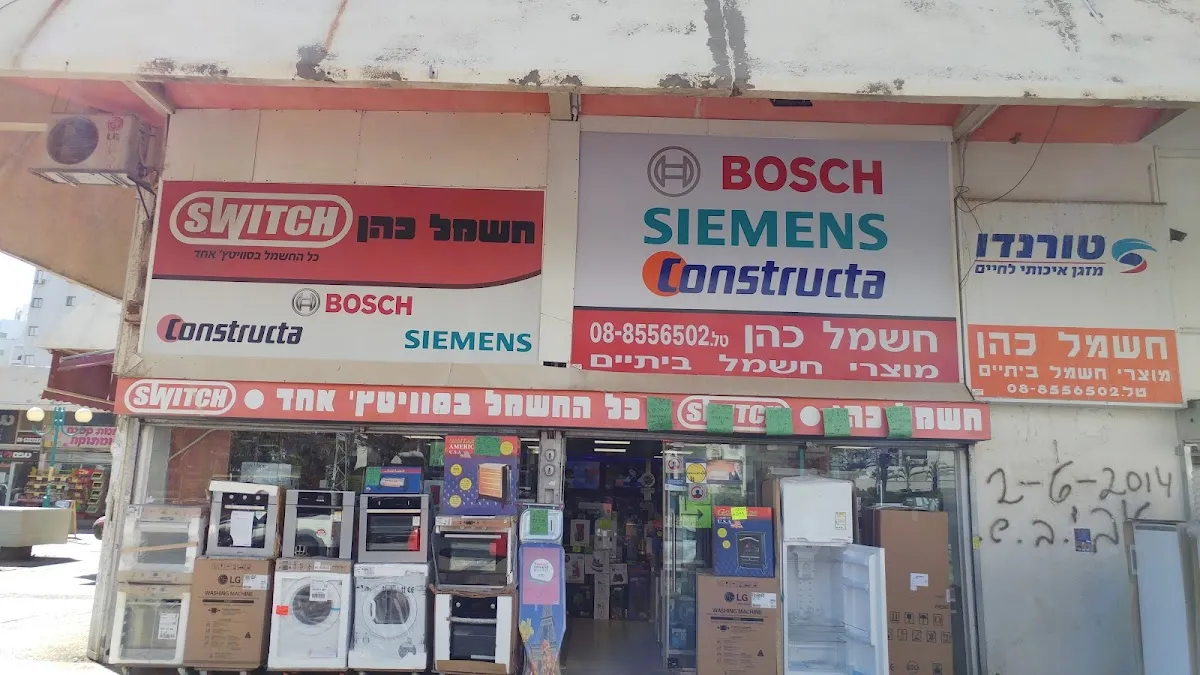 LG
SWITCH חשמל כהן
כל החשמל בסוויטץ' אחד
BOSCH
Constructa
SIEMENS
BOSCH
SIEMENS
Constructa
חשמל כהן טל. 08-8556502
מוצרי חשמל ביתיים
טורנדו
מזגן איכותי לחיים
חשמל כהן
מוצרי חשמל ביתיים
טל. 08-8556502
SWITCH • כל החשמל בסוויטץ' אחד • SWITCH • חשמל כהן
2-6-2014
AMERIC
U.S.A
LG
WASHING MACHINE
LG
WASHING MACHINE